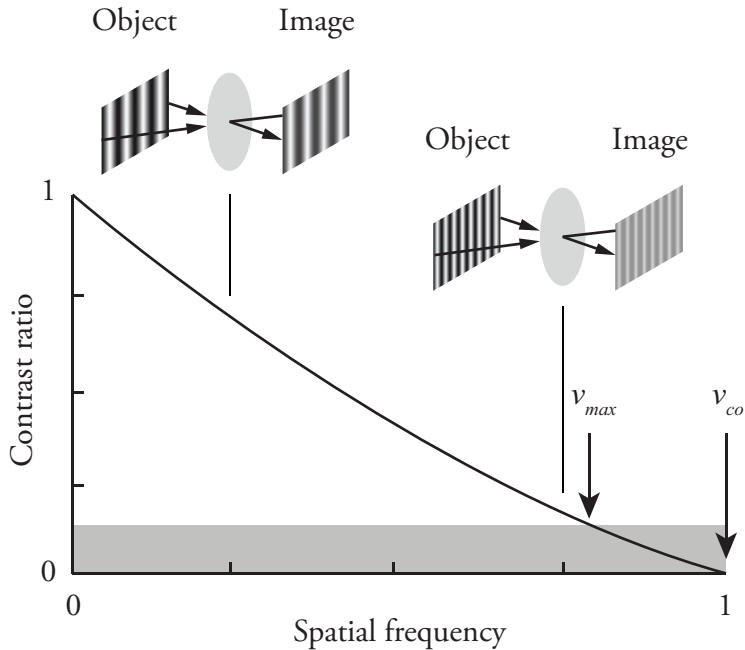 Object Image
Object Image
1
Contrast ratio
v_max v_co
0
0 1
Spatial frequency